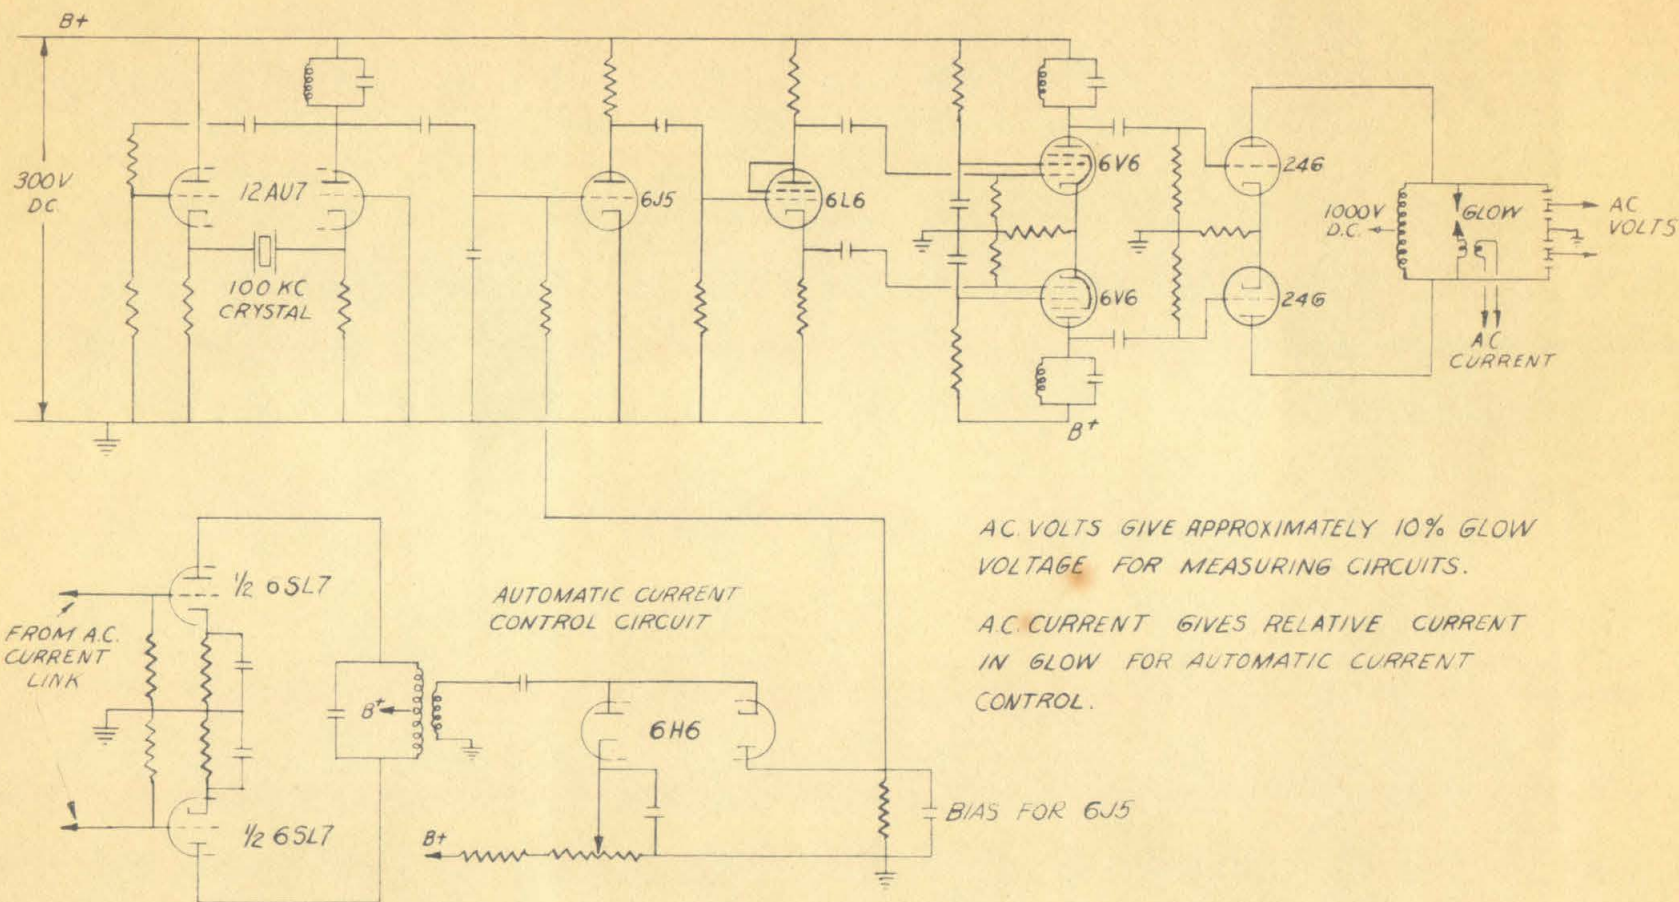 B+
300V
D.C.
12AU7
100 KC
CRYSTAL
6J5
6L6
6V6
6V6
24G
24G
1000V
D.C.
GLOW
AC
VOLTS
AC
CURRENT
B+
A.C. VOLTS GIVE APPROXIMATELY 10% GLOW
VOLTAGE FOR MEASURING CIRCUITS.
A.C. CURRENT GIVES RELATIVE CURRENT
IN GLOW FOR AUTOMATIC CURRENT
CONTROL.
AUTOMATIC CURRENT
CONTROL CIRCUIT
1/2 6SL7
FROM A.C.
CURRENT
LINK
1/2 6SL7
B+
6H6
B+
BIAS FOR 6J5